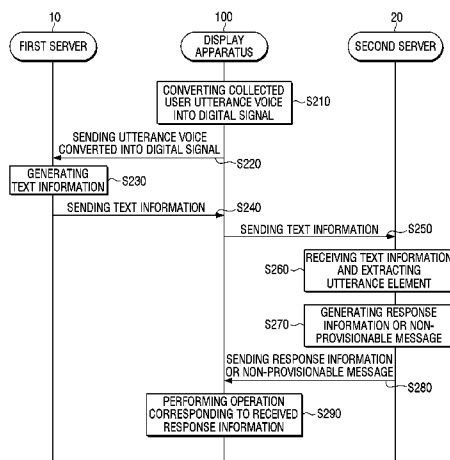 10
100
20
FIRST SERVER
DISPLAY
APPARATUS
SECOND SERVER
CONVERTING COLLECTED
USER UTTERANCE VOICE
INTO DIGITAL SIGNAL
S210
SENDING UTTERANCE VOICE
CONVERTED INTO DIGITAL SIGNAL
S220
GENERATING
TEXT INFORMATION
S230
SENDING TEXT INFORMATION
S240
SENDING TEXT INFORMATION
S250
S260
RECEIVING TEXT INFORMATION
AND EXTRACTING
UTTERANCE ELEMENT
S270
GENERATING RESPONSE
INFORMATION OR NON-
PROVISIONABLE MESSAGE
SENDING RESPONSE INFORMATION
OR NON-PROVISIONABLE MESSAGE
S280
PERFORMING OPERATION
CORRESPONDING TO RECEIVED
RESPONSE INFORMATION
S290